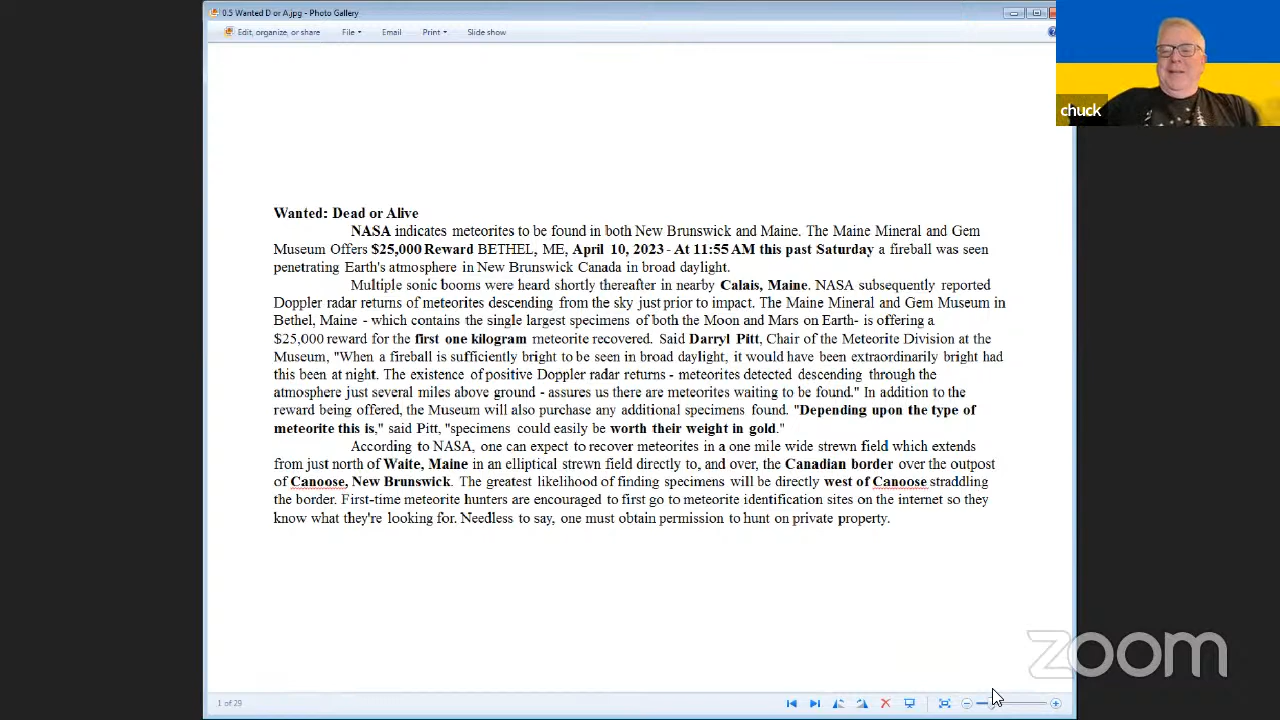 0.5 Wanted D or A.jpg - Photo Gallery
Edit, organize, or share File Email Print Slide show
chuck
Wanted: Dead or Alive
NASA indicates meteorites to be found in both New Brunswick and Maine. The Maine Mineral and Gem
Museum Offers $25,000 Reward BETHEL, ME, April 10, 2023 - At 11:55 AM this past Saturday a fireball was seen
penetrating Earth's atmosphere in New Brunswick Canada in broad daylight.
Multiple sonic booms were heard shortly thereafter in nearby Calais, Maine. NASA subsequently reported
Doppler radar returns of meteorites descending from the sky just prior to impact. The Maine Mineral and Gem Museum in
Bethel, Maine - which contains the single largest specimens of both the Moon and Mars on Earth- is offering a
$25,000 reward for the first one kilogram meteorite recovered. Said Darryl Pitt, Chair of the Meteorite Division at the
Museum, "When a fireball is sufficiently bright to be seen in broad daylight, it would have been extraordinarily bright had
this been at night. The existence of positive Doppler radar returns - meteorites detected descending through the
atmosphere just several miles above ground - assures us there are meteorites waiting to be found." In addition to the
reward being offered, the Museum will also purchase any additional specimens found. "Depending upon the type of
meteorite this is," said Pitt, "specimens could easily be worth their weight in gold."
According to NASA, one can expect to recover meteorites in a one mile wide strewn field which extends
from just north of Waite, Maine in an elliptical strewn field directly to, and over, the Canadian border over the outpost
of Canoose, New Brunswick. The greatest likelihood of finding specimens will be directly west of Canoose straddling
the border. First-time meteorite hunters are encouraged to first go to meteorite identification sites on the internet so they
know what they're looking for. Needless to say, one must obtain permission to hunt on private property.
zoom
1 of 29